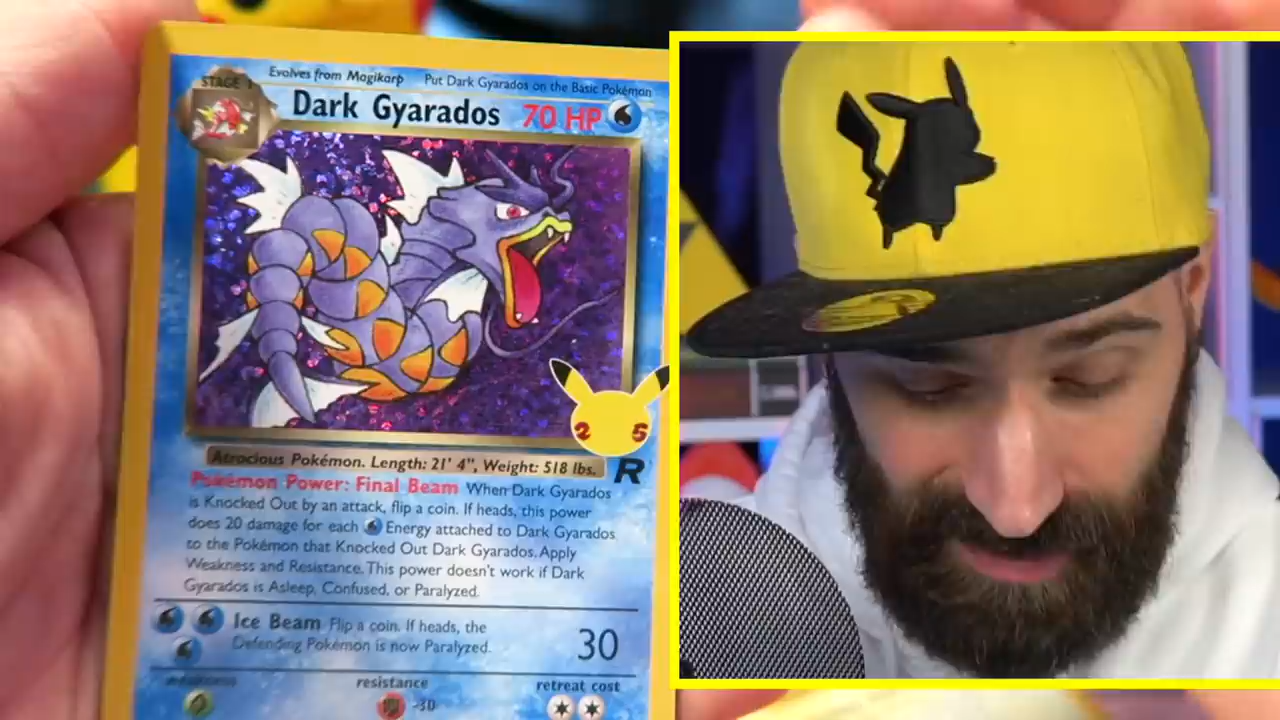 STAGE 1
Evolves from Magikarp Put Dark Gyarados on the Basic Pokémon
Dark Gyarados 70 HP
25
Atrocious Pokémon. Length: 21' 4", Weight: 518 lbs.
R
Pokémon Power: Final Beam When Dark Gyarados
is Knocked Out by an attack, flip a coin. If heads, this power
does 20 damage for each Energy attached to Dark Gyarados
to the Pokémon that Knocked Out Dark Gyarados. Apply
Weakness and Resistance. This power doesn't work if Dark
Gyarados is Asleep, Confused, or Paralyzed.
Ice Beam Flip a coin. If heads, the
Defending Pokémon is now Paralyzed.
30
weakness resistance retreat cost
-30